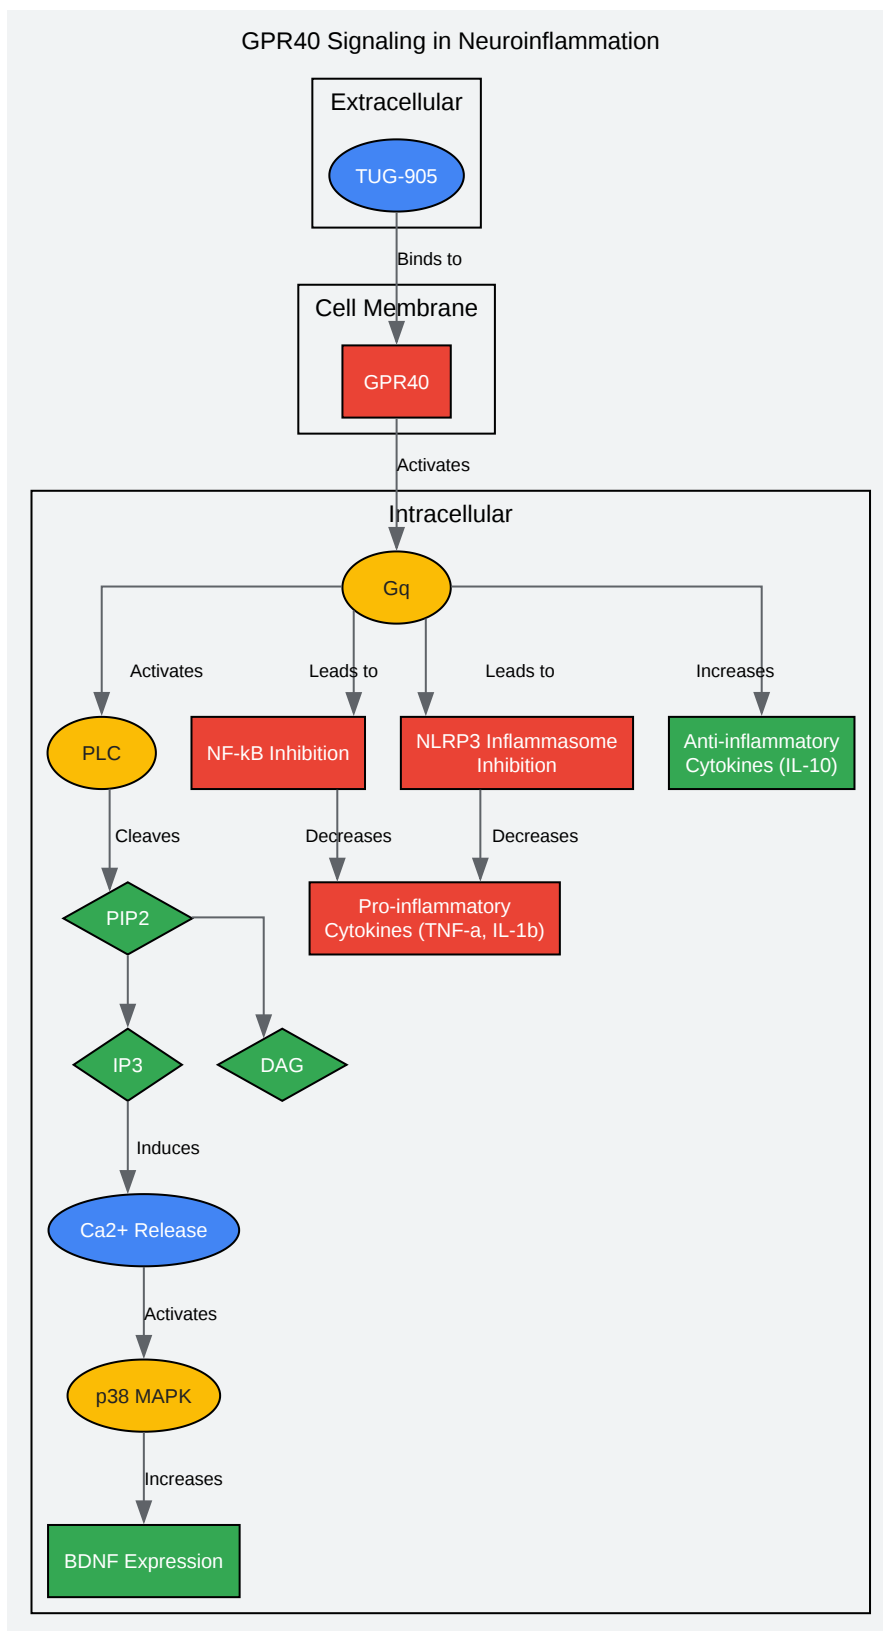 GPR40 Signaling in Neuroinflammation
Extracellular
TUG-905
Binds to
Cell Membrane
GPR40
Activates
Intracellular
Gq
Activates
Leads to
Leads to
Increases
PLC
NF-kB Inhibition
NLRP3 Inflammasome
Inhibition
Anti-inflammatory
Cytokines (IL-10)
Cleaves
Decreases
Decreases
PIP2
Pro-inflammatory
Cytokines (TNF-a, IL-1b)
IP3
DAG
Induces
Ca2+ Release
Activates
p38 MAPK
Increases
BDNF Expression